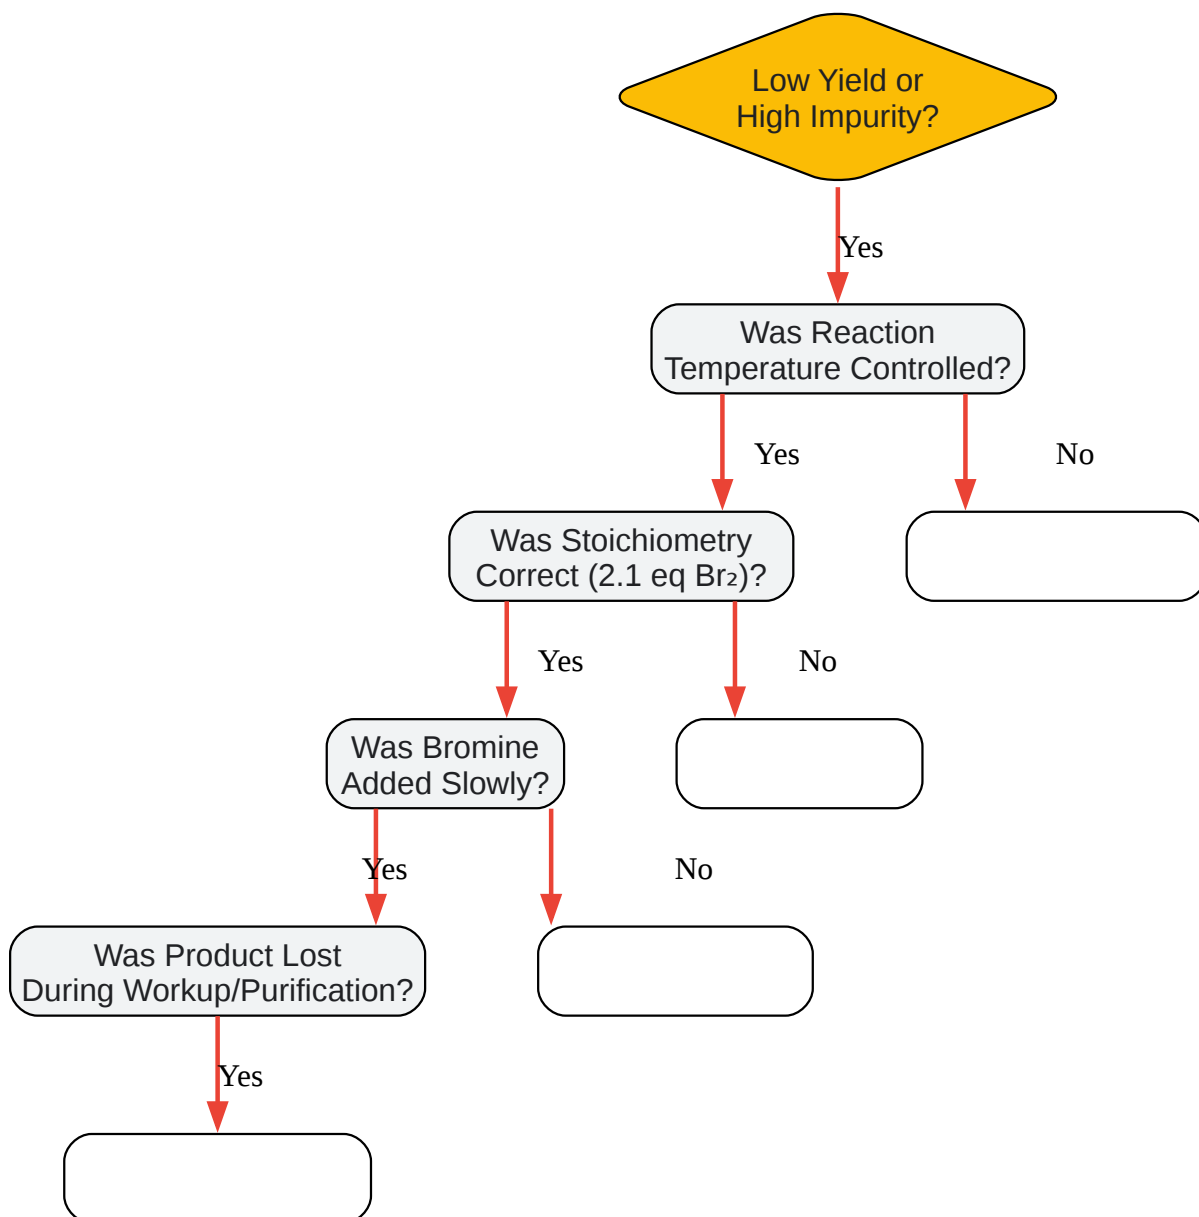 Low Yield or
High Impurity?
Yes
Was Reaction
Temperature Controlled?
Yes
No
Was Stoichiometry
Correct (2.1 eq Br₂)?
Yes
No
Was Bromine
Added Slowly?
Yes
No
Was Product Lost
During Workup/Purification?
Yes